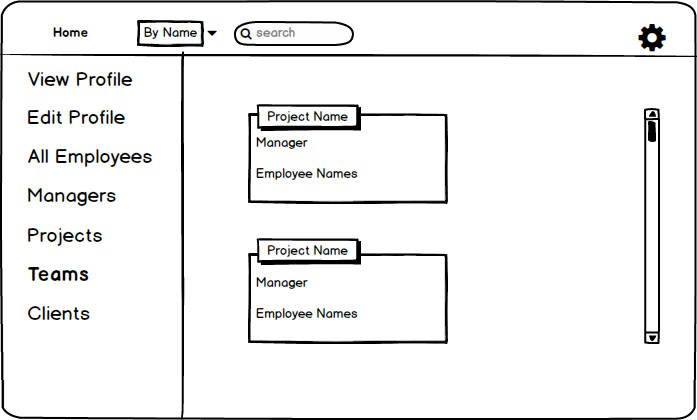 Home
By Name
search
View Profile
Edit Profile
All Employees
Managers
Projects
Teams
Clients
Project Name
Manager
Employee Names
Project Name
Manager
Employee Names